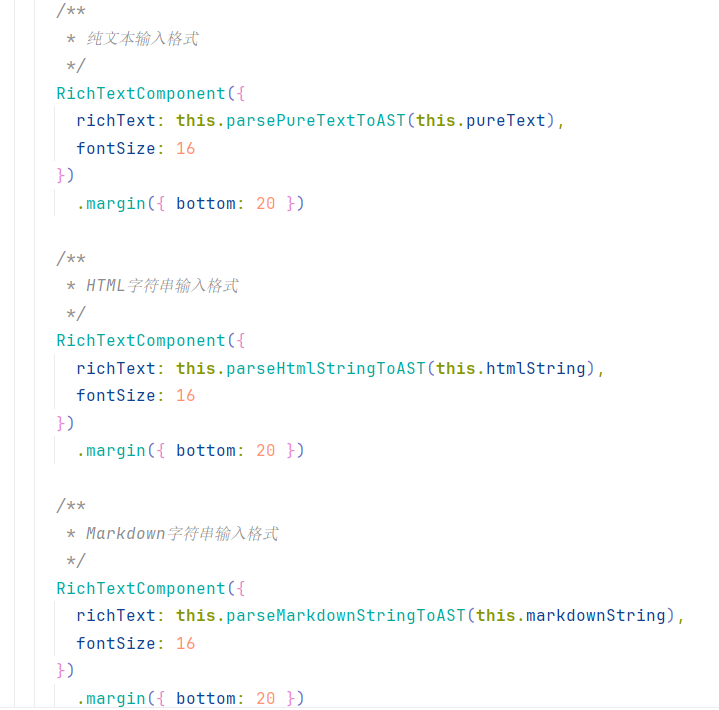 /**
 * 纯文本输入格式
 */
RichTextComponent({
  richText: this.parsePureTextToAST(this.pureText),
  fontSize: 16
})
  .margin({ bottom: 20 })
/**
 * HTML字符串输入格式
 */
RichTextComponent({
  richText: this.parseHtmlStringToAST(this.htmlString),
  fontSize: 16
})
  .margin({ bottom: 20 })
/**
 * Markdown字符串输入格式
 */
RichTextComponent({
  richText: this.parseMarkdownStringToAST(this.markdownString),
  fontSize: 16
})
  .margin({ bottom: 20 })